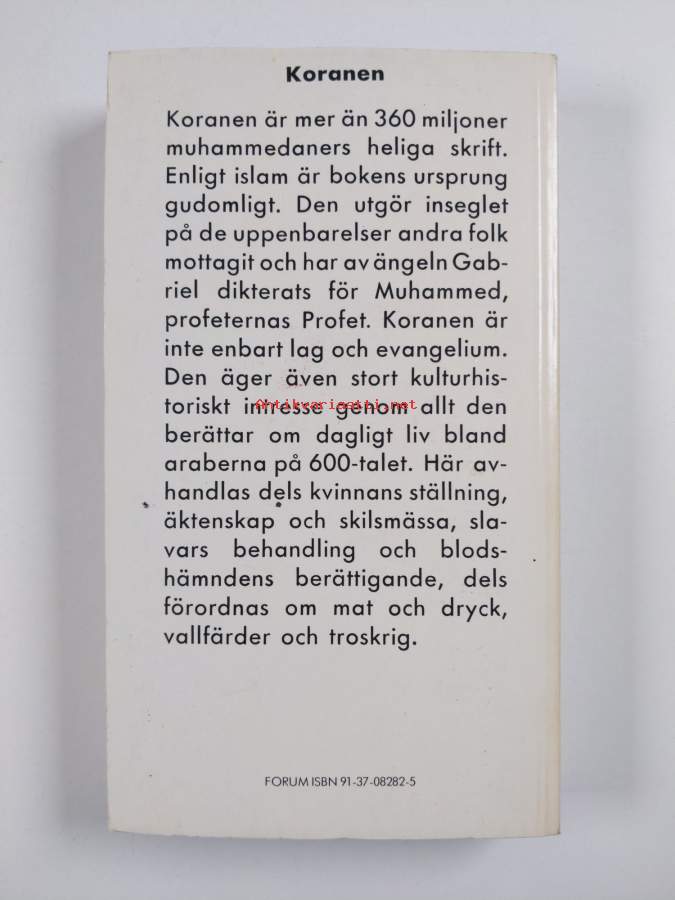 Koranen
Koranen är mer än 360 miljoner
muhammedaners heliga skrift.
Enligt islam är bokens ursprung
gudomligt. Den utgör inseglet
på de uppenbarelser andra folk
mottagit och har av ängeln Gab-
riel dikterats för Muhammed,
profeternas Profet. Koranen är
inte enbart lag och evangelium.
Den äger även stort kulturhis-
toriskt intresse genom allt den
Antikvariaatti.net
berättar om dagligt liv bland
araberna på 600-talet. Här av-
handlas dels kvinnans ställning,
äktenskap och skilsmässa, sla-
vars behandling och blods-
hämndens berättigande, dels
förordnas om mat och dryck,
vallfärder och troskrig.
FORUM ISBN 91-37-08282-5